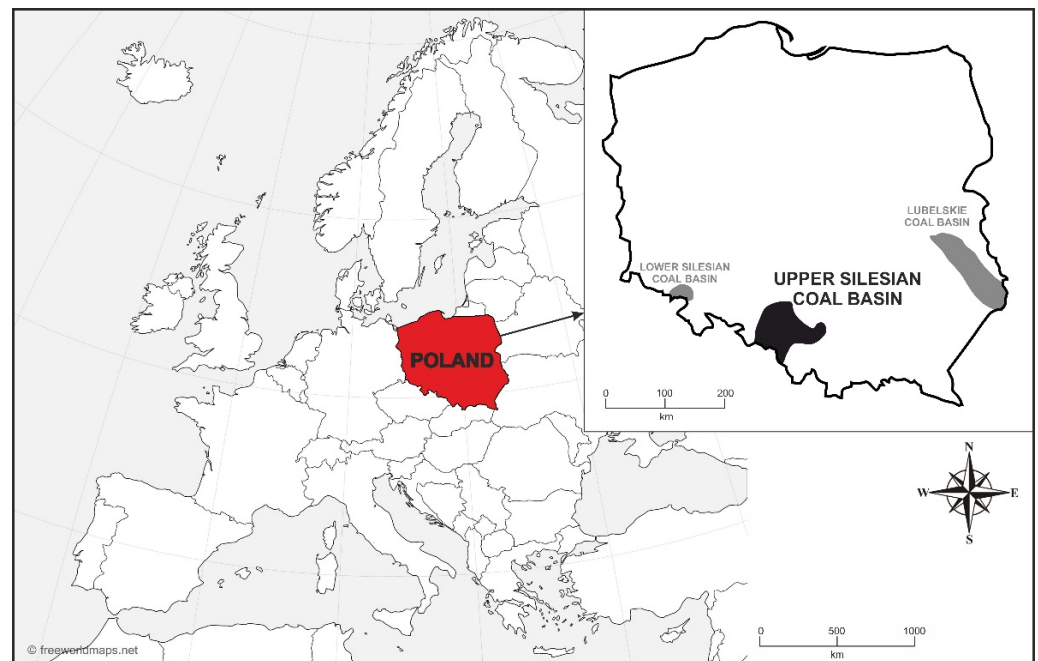 POLAND
LUBELSKIE
COAL BASIN
LOWER SILESIAN
COAL BASIN
UPPER SILESIAN
COAL BASIN
0 100 200
km
N
W E
S
0 500 1000
km
© freeworldmaps.net